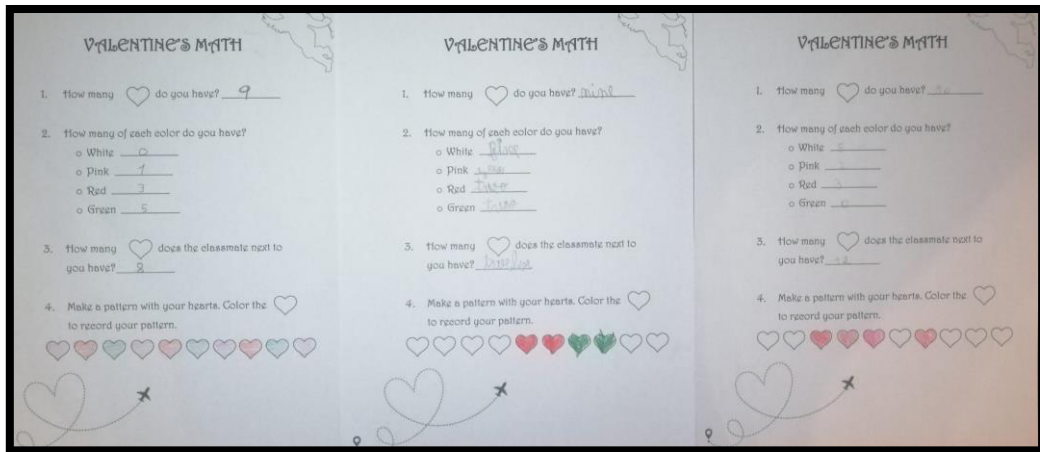 VALENTINE'S MATH
1. How many do you have? 9
2. How many of each color do you have?
o White 0
o Pink 1
o Red 3
o Green 5
3. How many does the classmate next to
you have? 8
4. Make a pattern with your hearts. Color the
to record your pattern.
VALENTINE'S MATH
1. How many do you have? nine
2. How many of each color do you have?
o White
o Pink
o Red
o Green
3. How many does the classmate next to
you have?
4. Make a pattern with your hearts. Color the
to record your pattern.
VALENTINE'S MATH
1. How many do you have? 10
2. How many of each color do you have?
o White
o Pink
o Red 3
o Green 0
3. How many does the classmate next to
you have? 12
4. Make a pattern with your hearts. Color the
to record your pattern.